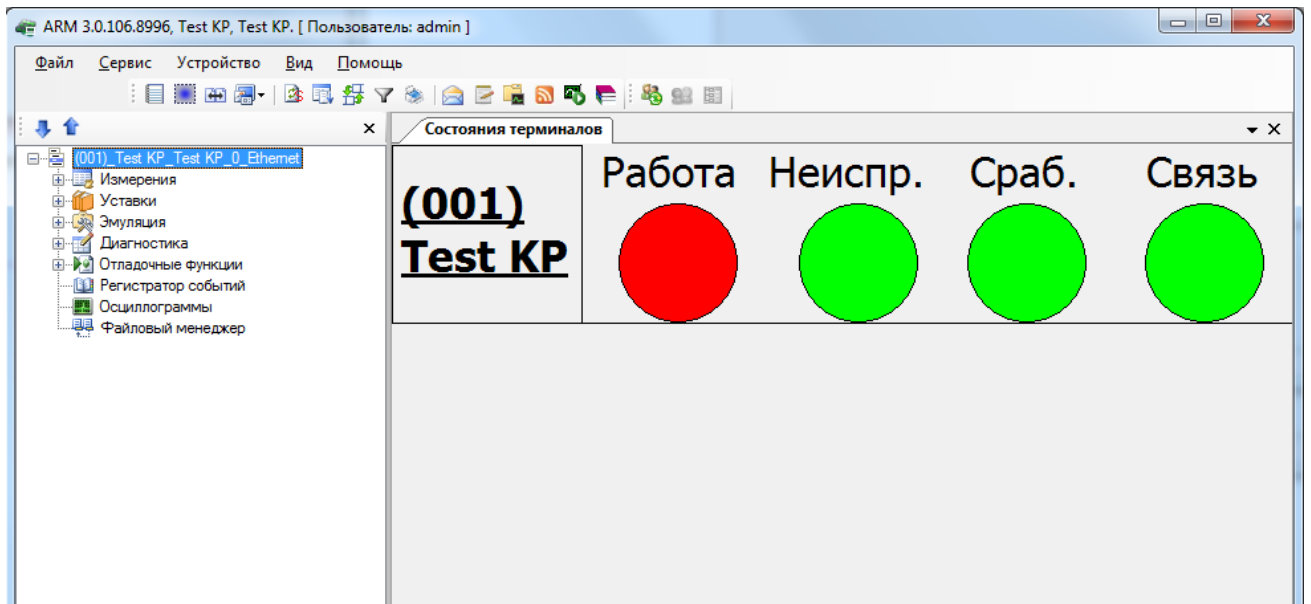 ARM 3.0.106.8996, Test KP, Test KP. [ Пользователь: admin ]
Файл Сервис Устройство Вид Помощь
Состояния терминалов
(001)_Test KP_Test KP_0_Ethernet
Измерения
Уставки
Эмуляция
Диагностика
Отладочные функции
Регистратор событий
Осциллограммы
Файловый менеджер
(001)
Test KP
Работа Неиспр. Сраб. Связь